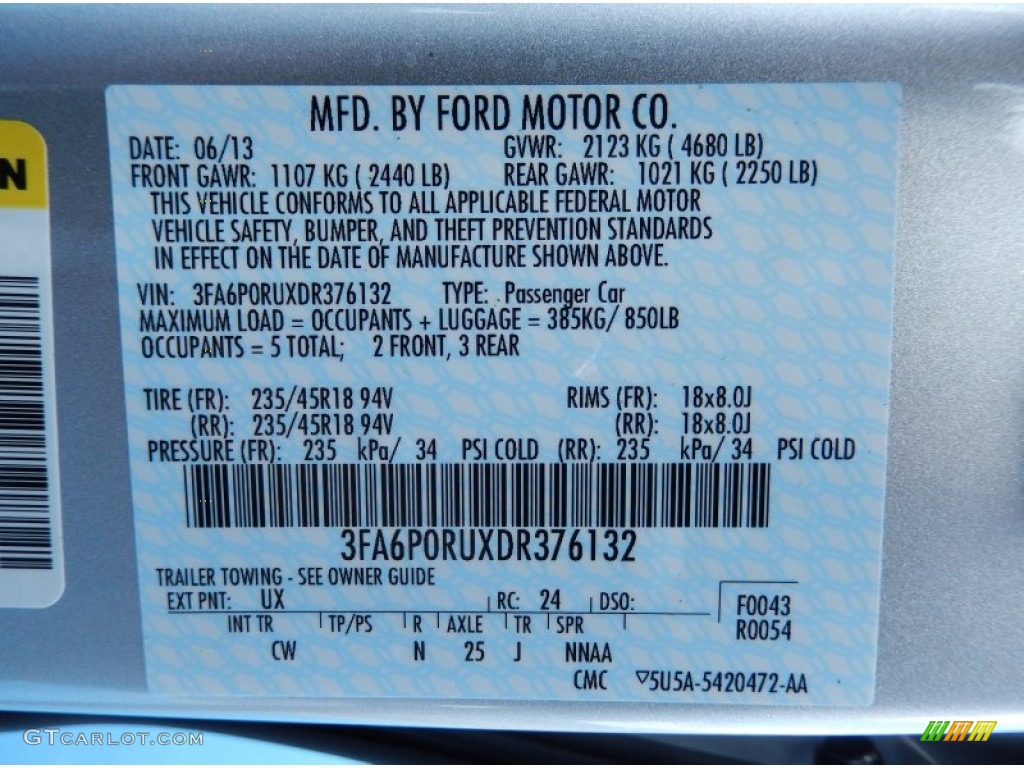 MFD. BY FORD MOTOR CO.
DATE: 06/13 GVWR: 2123 KG ( 4680 LB)
FRONT GAWR: 1107 KG ( 2440 LB) REAR GAWR: 1021 KG ( 2250 LB)
THIS VEHICLE CONFORMS TO ALL APPLICABLE FEDERAL MOTOR
VEHICLE SAFETY, BUMPER, AND THEFT PREVENTION STANDARDS
IN EFFECT ON THE DATE OF MANUFACTURE SHOWN ABOVE.
VIN: 3FA6P0RUXDR376132 TYPE: Passenger Car
MAXIMUM LOAD = OCCUPANTS + LUGGAGE = 385KG/ 850LB
OCCUPANTS = 5 TOTAL; 2 FRONT, 3 REAR
TIRE (FR): 235/45R18 94V RIMS (FR): 18x8.0J
(RR): 235/45R18 94V (RR): 18x8.0J
PRESSURE (FR): 235 kPa/ 34 PSI COLD (RR): 235 kPa/ 34 PSI COLD
3FA6P0RUXDR376132
TRAILER TOWING - SEE OWNER GUIDE
EXT PNT: UX RC: 24 DSO: F0043
INT TR TP/PS R AXLE TR SPR R0054
CW N 25 J NNAA
CMC ▽5U5A-5420472-AA
N
GTCARLOT.COM